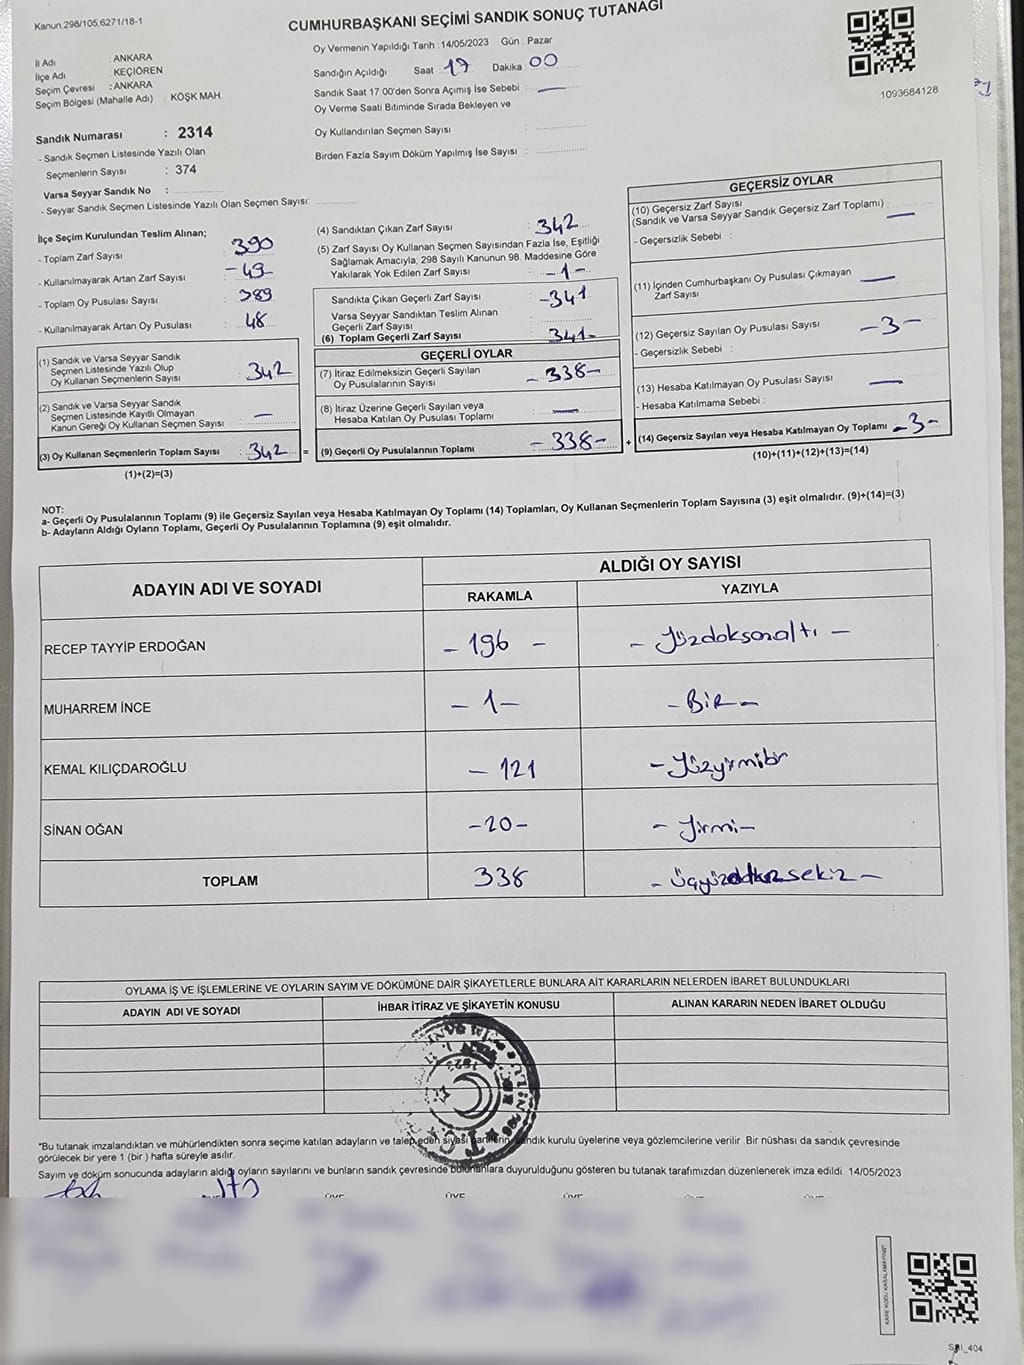 Kanun:298/105,6271/18-1
CUMHURBAŞKANI SEÇİMİ SANDIK SONUÇ TUTANAĞI
İl Adı : ANKARA
İlçe Adı : KEÇİÖREN
Seçim Çevresi : ANKARA
Seçim Bölgesi (Mahalle Adı) : KÖŞK MAH.
Oy Vermenin Yapıldığı Tarih :14/05/2023 Gün : Pazar
Sandığın Açıldığı Saat 17 Dakika 00
Sandık Saat 17:00'den Sonra Açımış İse Sebebi : —
Oy Verme Saati Bitiminde Sırada Bekleyen ve
Oy Kullandırılan Seçmen Sayısı :
Birden Fazla Sayım Döküm Yapılmış İse Sayısı :
1093684128
Sandık Numarası : 2314
- Sandık Seçmen Listesinde Yazılı Olan
Seçmenlerin Sayısı : 374
Varsa Seyyar Sandık No :
- Seyyar Sandık Seçmen Listesinde Yazılı Olan Seçmen Sayısı:
İlçe Seçim Kurulundan Teslim Alınan;
- Toplam Zarf Sayısı : 390
- Kullanılmayarak Artan Zarf Sayısı : -49
- Toplam Oy Pusulası Sayısı : 389
- Kullanılmayarak Artan Oy Pusulası : 48
(1) Sandık ve Varsa Seyyar Sandık
Seçmen Listesinde Yazılı Olup
Oy Kullanan Seçmenlerin Sayısı : 342
(2) Sandık ve Varsa Seyyar Sandık
Seçmen Listesinde Kayıtlı Olmayan
Kanun Gereği Oy Kullanan Seçmen Sayısı : —
(3) Oy Kullanan Seçmenlerin Toplam Sayısı : 342 =
(1)+(2)=(3)
(4) Sandıktan Çıkan Zarf Sayısı : 342
(5) Zarf Sayısı Oy Kullanan Seçmen Sayısından Fazla İse, Eşitliği
Sağlamak Amacıyla; 298 Sayılı Kanunun 98. Maddesine Göre
Yakılarak Yok Edilen Zarf Sayısı : -1-
Sandıkta Çıkan Geçerli Zarf Sayısı : -341
Varsa Seyyar Sandıktan Teslim Alınan
Geçerli Zarf Sayısı :
(6) Toplam Geçerli Zarf Sayısı : 341-
GEÇERLİ OYLAR
(7) İtiraz Edilmeksizin Geçerli Sayılan
Oy Pusulalarının Sayısı : - 338-
(8) İtiraz Üzerine Geçerli Sayılan veya
Hesaba Katılan Oy Pusulası Toplamı : —
(9) Geçerli Oy Pusulalarının Toplamı - 338- +
GEÇERSİZ OYLAR
(10) Geçersiz Zarf Sayısı
(Sandık ve Varsa Seyyar Sandık Geçersiz Zarf Toplamı) : —
- Geçersizlik Sebebi :
(11) İçinden Cumhurbaşkanı Oy Pusulası Çıkmayan
Zarf Sayısı —
(12) Geçersiz Sayılan Oy Pusulası Sayısı -3-
- Geçersizlik Sebebi :
(13) Hesaba Katılmayan Oy Pusulası Sayısı —
- Hesaba Katılmama Sebebi :
(14) Geçersiz Sayılan veya Hesaba Katılmayan Oy Toplamı -3-
(10)+(11)+(12)+(13)=(14)
NOT:
a- Geçerli Oy Pusulalarının Toplamı (9) ile Geçersiz Sayılan veya Hesaba Katılmayan Oy Toplamı (14) Toplamları, Oy Kullanan Seçmenlerin Toplam Sayısına (3) eşit olmalıdır. (9)+(14)=(3)
b- Adayların Aldığı Oyların Toplamı, Geçerli Oy Pusulalarının Toplamına (9) eşit olmalıdır.
ADAYIN ADI VE SOYADI
ALDIĞI OY SAYISI
RAKAMLA YAZIYLA
RECEP TAYYİP ERDOĞAN - 196 - - Yüzdoksanaltı -
MUHARREM İNCE - 1 - - BİR -
KEMAL KILIÇDAROĞLU - 121 - Yüzyirmibir
SİNAN OĞAN -20- - Yirmi-
TOPLAM 338
OYLAMA İŞ VE İŞLEMLERİNE VE OYLARIN SAYIM VE DÖKÜMÜNE DAİR ŞİKAYETLERLE BUNLARA AİT KARARLARIN NELERDEN İBARET BULUNDUKLARI
ADAYIN ADI VE SOYADI İHBAR İTİRAZ VE ŞİKAYETİN KONUSU ALINAN KARARIN NEDEN İBARET OLDUĞU
*Bu tutanak imzalandıktan ve mühürlendikten sonra seçime katılan adayların ve talep eden siyasi partilerin sandık kurulu üyelerine veya gözlemcilerine verilir. Bir nüshası da sandık çevresinde
görülecek bir yere 1 (bir ) hafta süreyle asılır.
Sayım ve döküm sonucunda adayların aldığı oyların sayılarını ve bunların sandık çevresinde bulunanlara duyurulduğunu gösteren bu tutanak tarafımızdan düzenlenerek imza edildi. 14/05/2023
ÜYE ÜYE ÜYE
KARE KODU KARALAMAYINIZ!